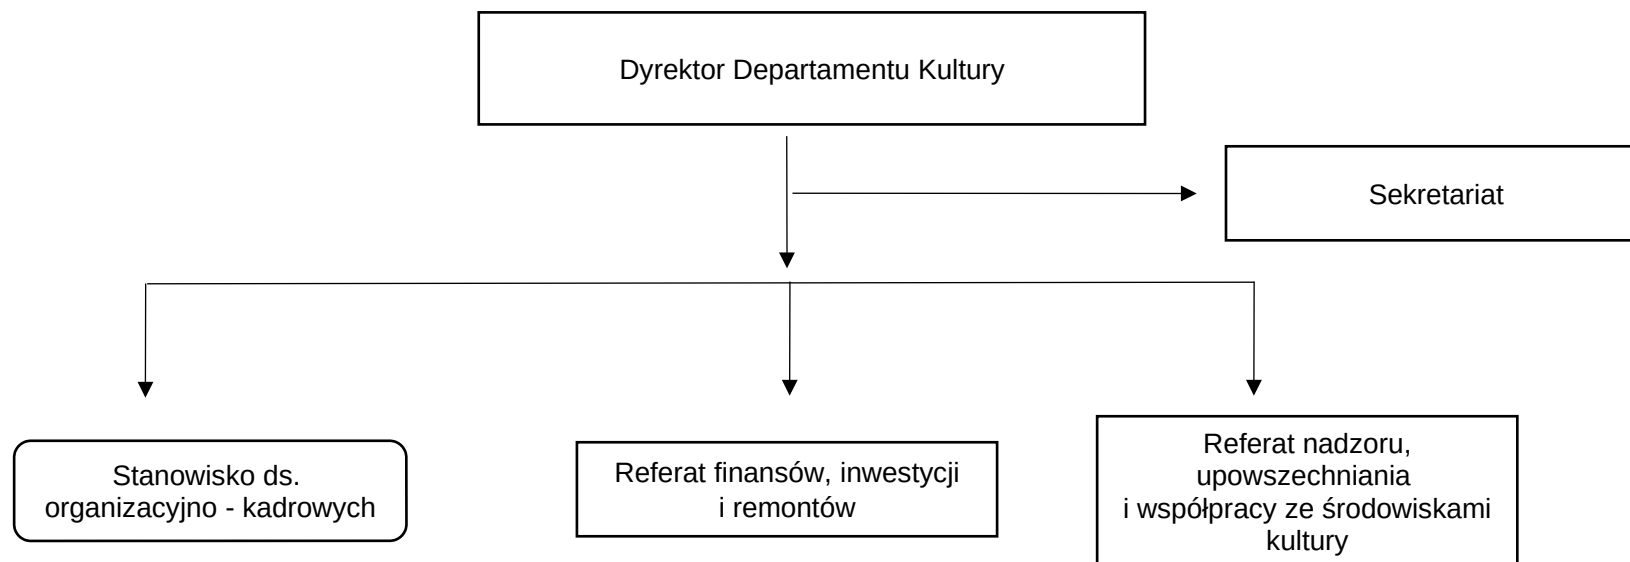 Dyrektor Departamentu Kultury
Sekretariat
Stanowisko ds.
organizacyjno - kadrowych
Referat finansów, inwestycji
i remontów
Referat nadzoru,
upowszechniania
i współpracy ze środowiskami
kultury